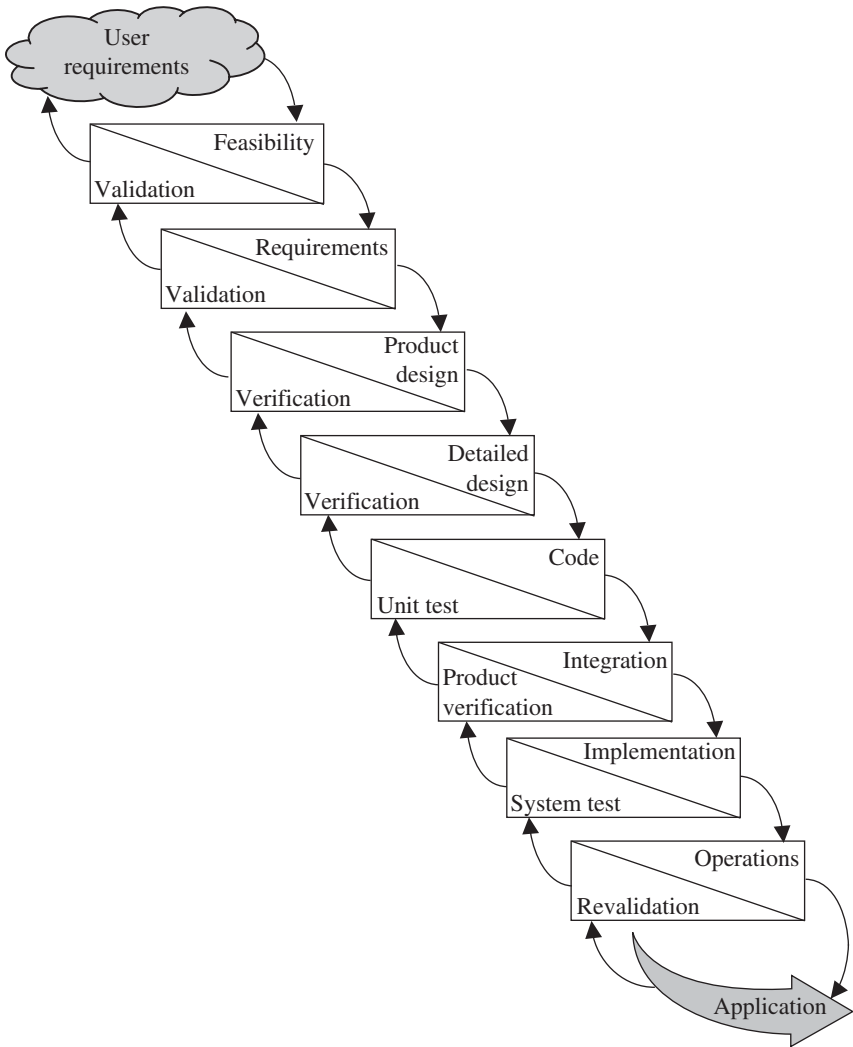 User
requirements
Feasibility
Validation
Requirements
Validation
Product
design
Verification
Detailed
design
Verification
Code
Unit test
Integration
Product
verification
Implementation
System test
Operations
Revalidation
Application